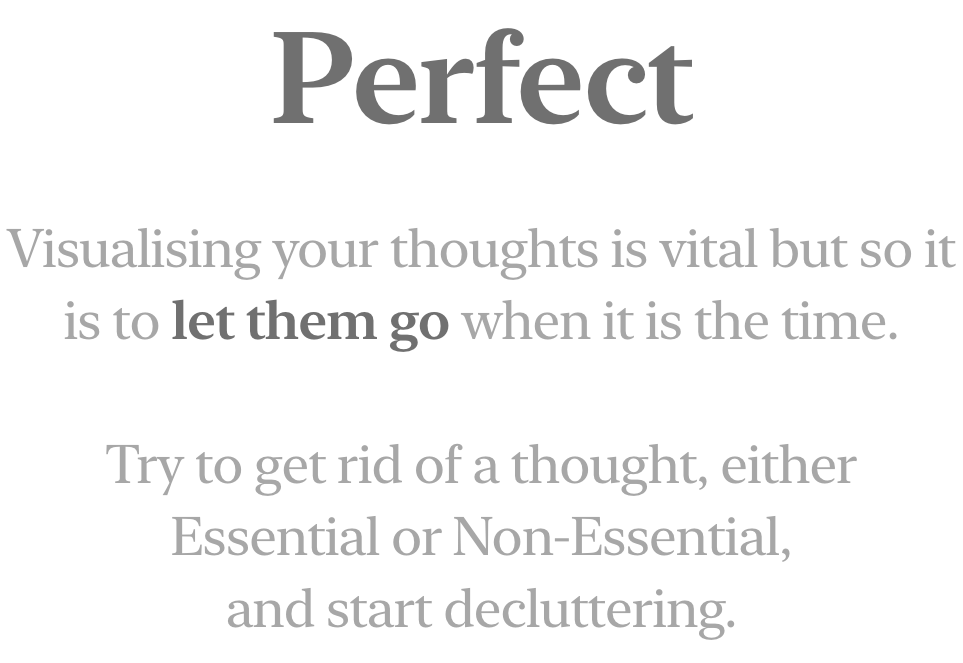 Perfect
Visualising your thoughts is vital but so it
is to let them go when it is the time.
Try to get rid of a thought, either
Essential or Non-Essential,
and start decluttering.